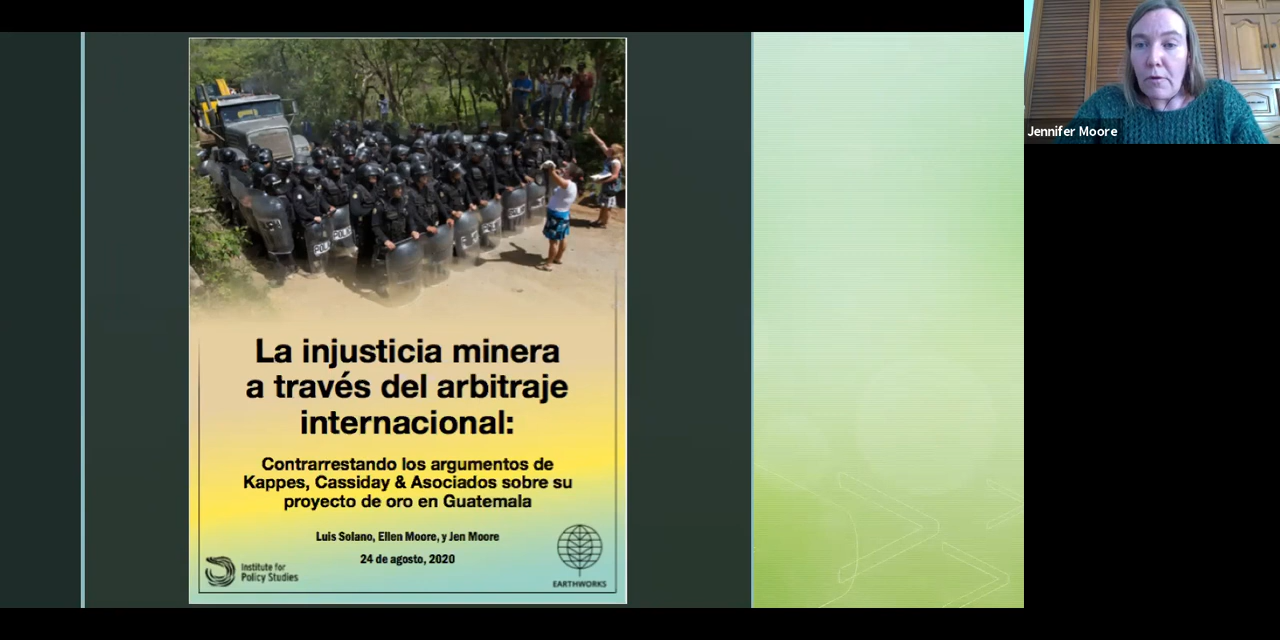 Jennifer Moore
POLI
POLIC
La injusticia minera
a través del arbitraje
internacional:
Contrarrestando los argumentos de
Kappes, Cassiday & Asociados sobre su
proyecto de oro en Guatemala
Luis Solano, Ellen Moore, y Jen Moore
24 de agosto, 2020
Institute for
Policy Studies
EARTHWORKS